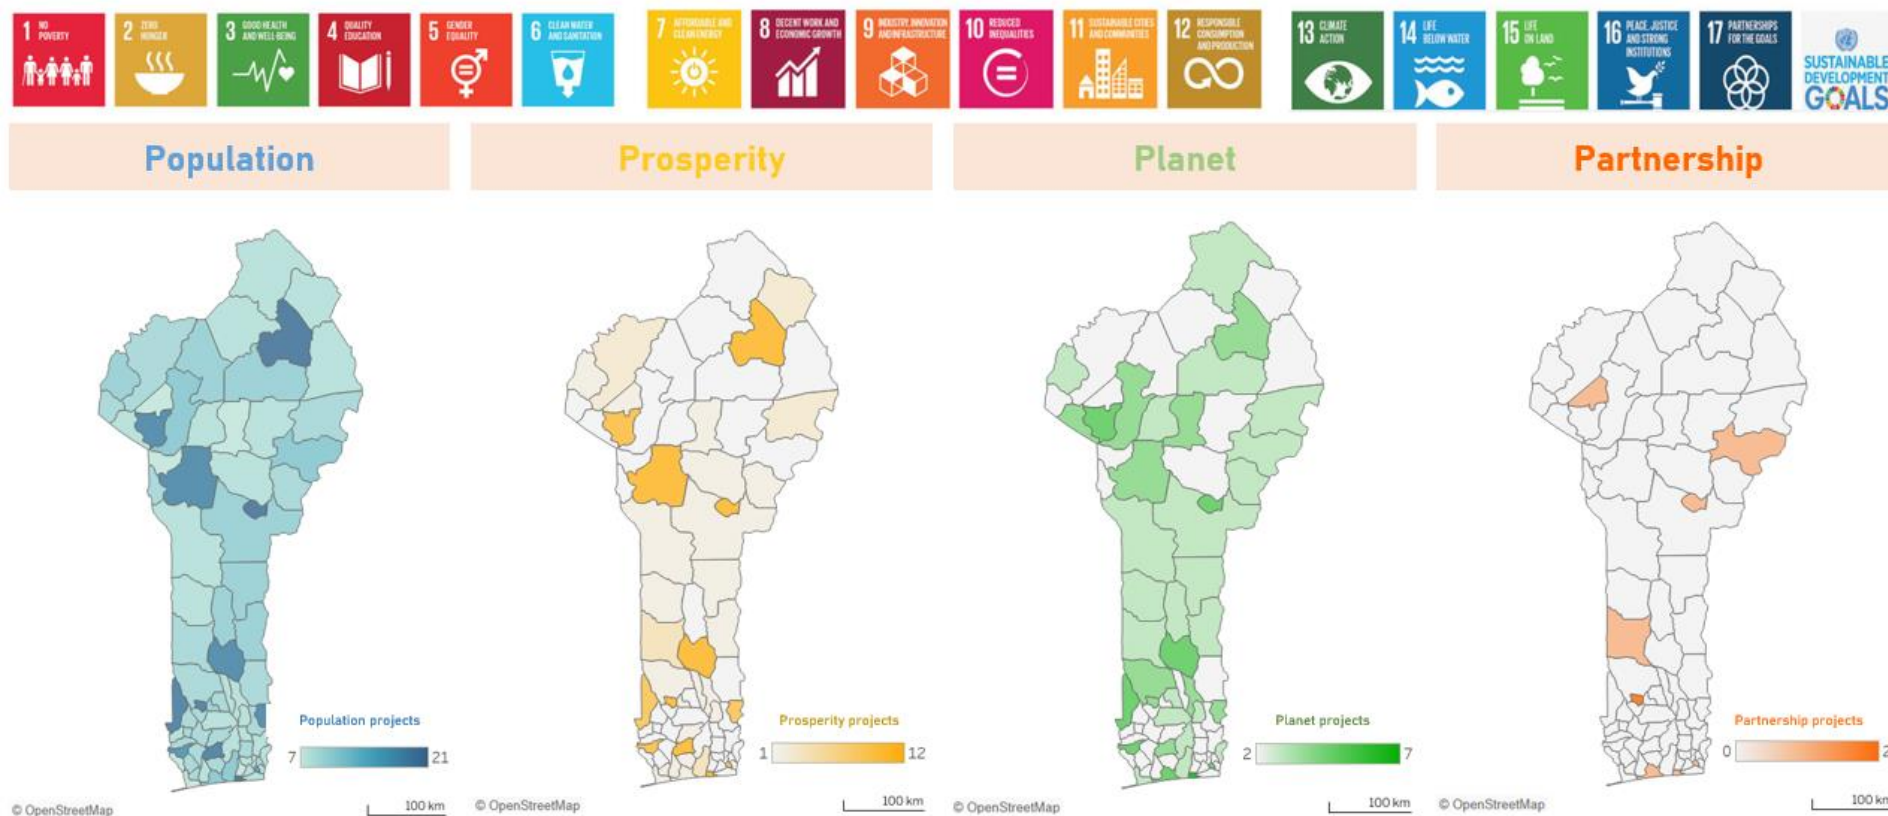 1 NO
POVERTY
2 ZERO
HUNGER
3 GOOD HEALTH
AND WELL-BEING
4 QUALITY
EDUCATION
5 GENDER
EQUALITY
6 CLEAN WATER
AND SANITATION
7 AFFORDABLE AND
CLEAN ENERGY
8 DECENT WORK AND
ECONOMIC GROWTH
9 INDUSTRY, INNOVATION
AND INFRASTRUCTURE
10 REDUCED
INEQUALITIES
11 SUSTAINABLE CITIES
AND COMMUNITIES
12 RESPONSIBLE
CONSUMPTION
AND PRODUCTION
13 CLIMATE
ACTION
14 LIFE
BELOW WATER
15 LIFE
ON LAND
16 PEACE, JUSTICE
AND STRONG
INSTITUTIONS
17 PARTNERSHIPS
FOR THE GOALS
SUSTAINABLE
DEVELOPMENT
GOALS
Population
Prosperity
Planet
Partnership
Population projects
7 21
Prosperity projects
1 12
Planet projects
2 7
Partnership projects
0 2
© OpenStreetMap
100 km
© OpenStreetMap
100 km
© OpenStreetMap
100 km
© OpenStreetMap
100 km